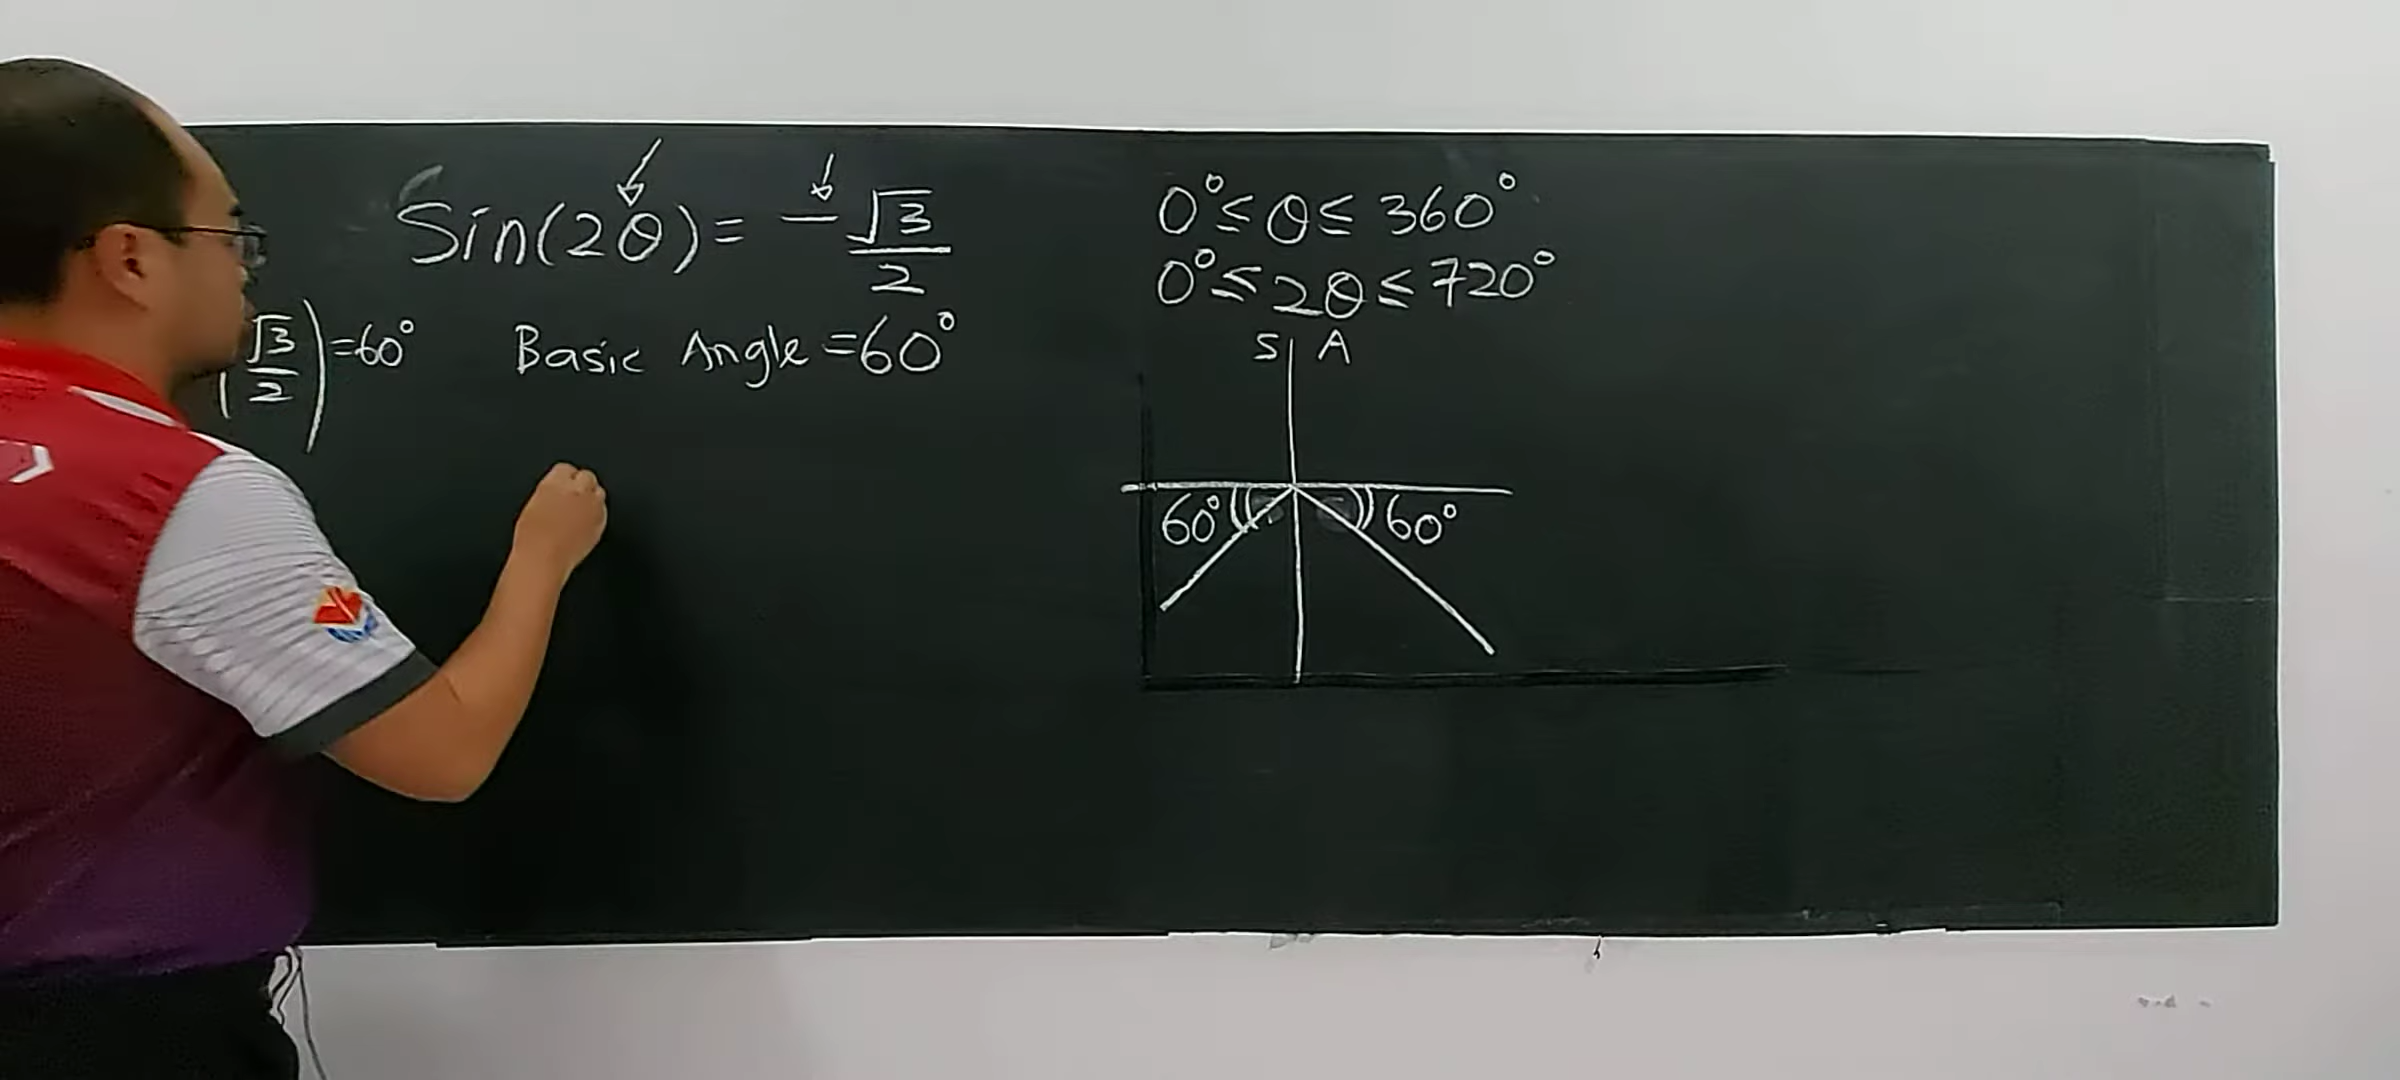 Sin(2θ) = -√3/2
0° ≤ θ ≤ 360°
0° ≤ 2θ ≤ 720°
(√3/2) = 60°
Basic Angle = 60°
S A
60° 60°